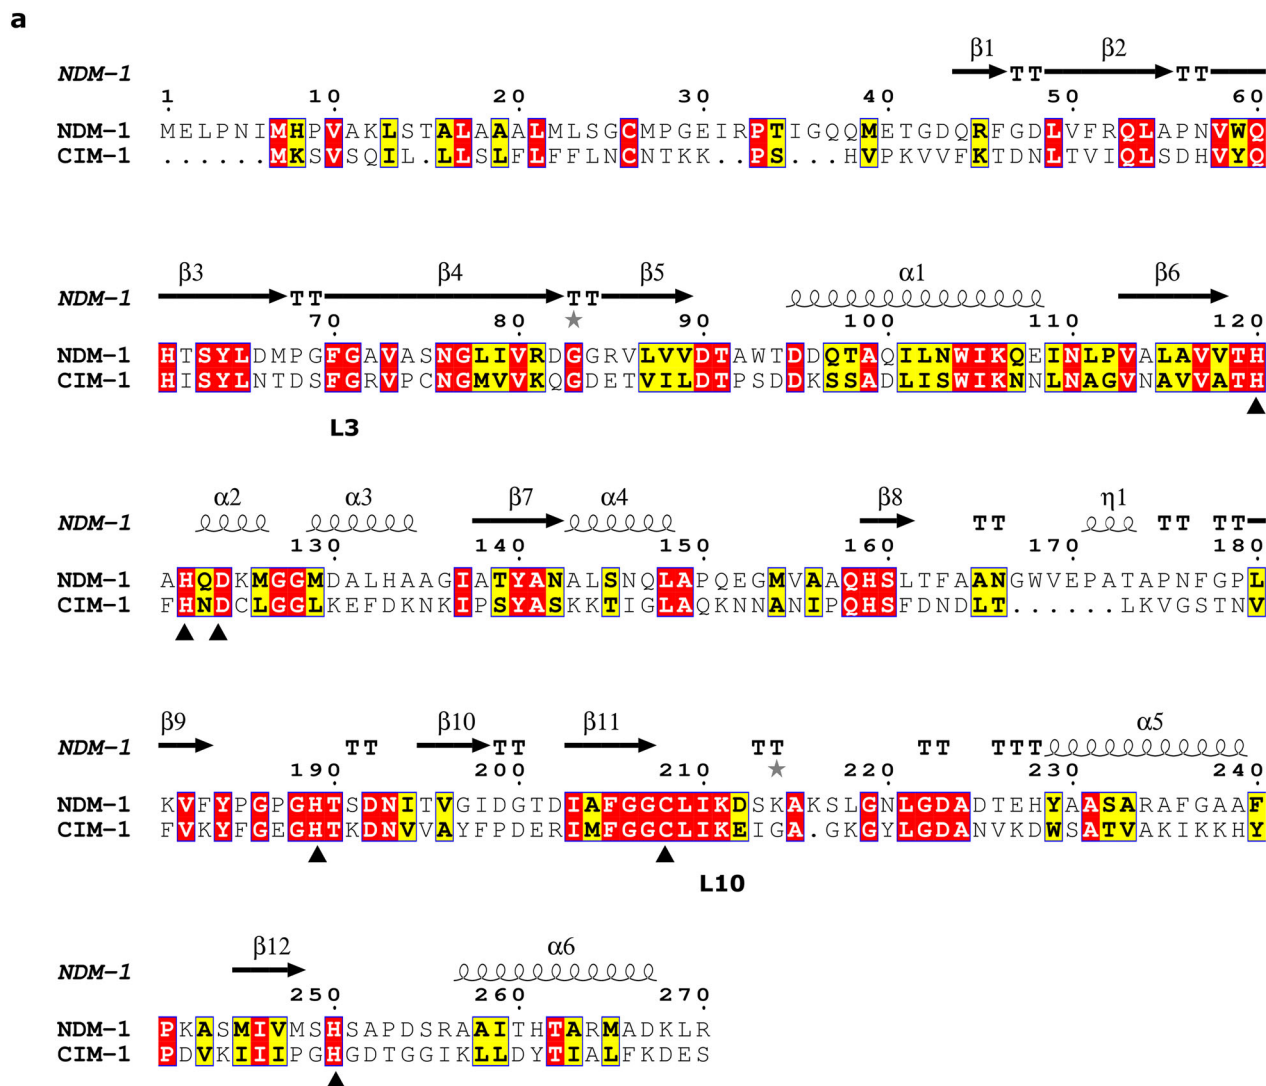 a
β1 TT β2 TT
NDM-1
1 10 20 30 40 50 60
NDM-1 MELPNIMHPVAKLSTALAAALMLSGCMPGEIRPTIGQQMETGDQRFGDLVFRQLAPNVWQ
CIM-1 ......MKSVSQIL.LLSLFLFFLNCNTKK..PS...HVPKVVFKTDNLTVIQLSDHVYQ
β3 TT β4 TT β5 α1 β6
NDM-1
70 80 90 100 110 120
NDM-1 HTSYLDMPGFGAVASNGLIVRDGGRVLVVDTAWTDDQTAQILNWIKQEINLPVALAVVTH
CIM-1 HISYLNTDSFGRVPCNGMVVKQGDETVILDTPSDDKSSADLISWIKNNLNAGVNAVVATH
L3
α2 α3 β7 α4 β8 TT η1 TT TT
NDM-1
130 140 150 160 170 180
NDM-1 AHQDKMGGMDALHAAGIATYANALSNQLAPQEGMVAAQHSLTFAANGWVEPATAPNFGPL
CIM-1 FHNDCLGGLKEFDKNKIPSYASKKTIGLAQKNNANIPQHSFDNDLT......LKVGSTNV
β9 TT β10 TT β11 TT TT TTT α5
NDM-1
190 200 210 220 230 240
NDM-1 KVFYPGPGHTSDNITVGIDGTDIAFGGCLIKDSKAKSLGNLGDADTEHYAASARAFGAAF
CIM-1 FVKYFGEGHTKDNVVAYFPDERIMFGGCLIKEIGA.GKGYLGDANVKDWSATVAKIKKHY
L10
β12 α6
NDM-1
250 260 270
NDM-1 PKASMIVMSHSAPDSRAAITHTARMADKLR
CIM-1 PDVKIIIPGHGDTGGIKLLDYTIALFKDES